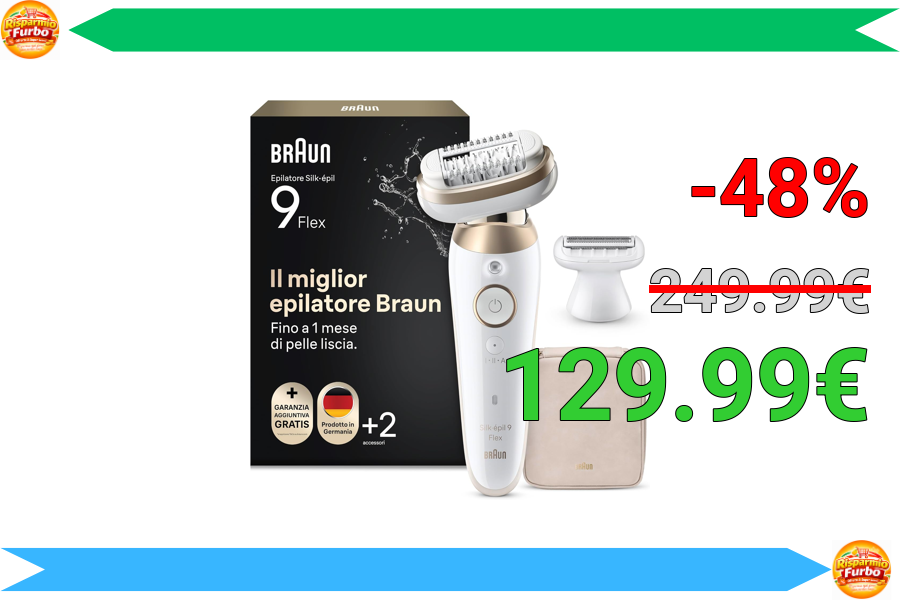 Risparmio
Furbo
BRAUN
BRAUN
Epilatore Silk·épil
9 Flex
Il miglior
epilatore Braun
Fino a 1 mese
di pelle liscia.
+
GARANZIA
AGGIUNTIVA
GRATIS
Prodotto in
Germania
+2
accessori
-48%
249.99€
129.99€
Silk·épil 9
Flex
BRAUN
BRAUN
Risparmio
Furbo